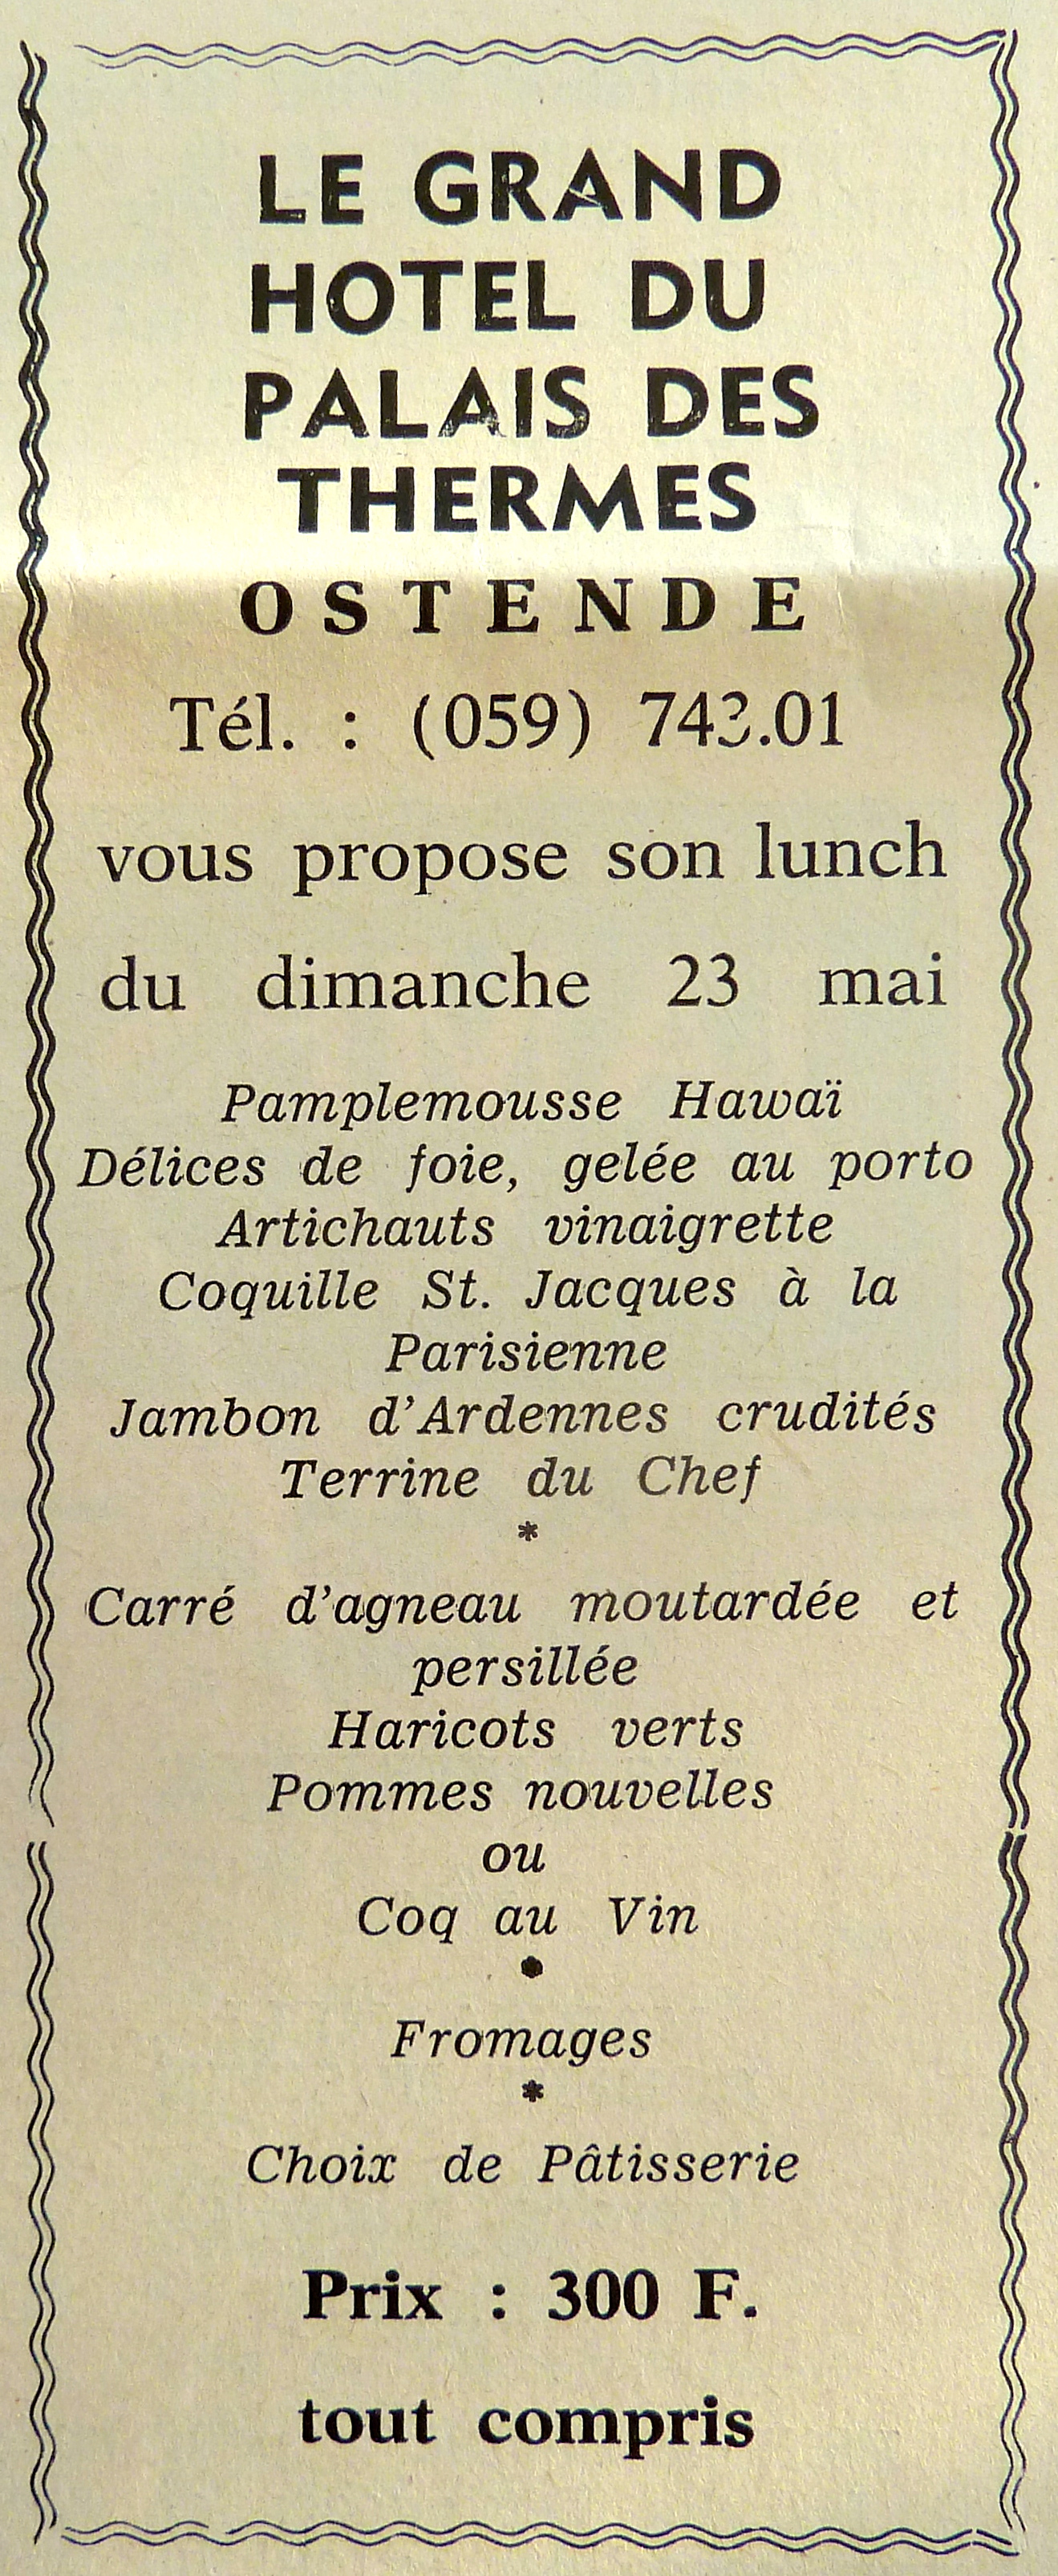 LE GRAND
HOTEL DU
PALAIS DES
THERMES
OSTENDE
Tél. : (059) 743.01
vous propose son lunch
du dimanche 23 mai
Pamplemousse Hawaï
Délices de foie, gelée au porto
Artichauts vinaigrette
Coquille St. Jacques à la
Parisienne
Jambon d'Ardennes crudités
Terrine du Chef
*
Carré d'agneau moutardée et
persillée
Haricots verts
Pommes nouvelles
ou
Coq au Vin
•
Fromages
*
Choix de Pâtisserie
Prix : 300 F.
tout compris